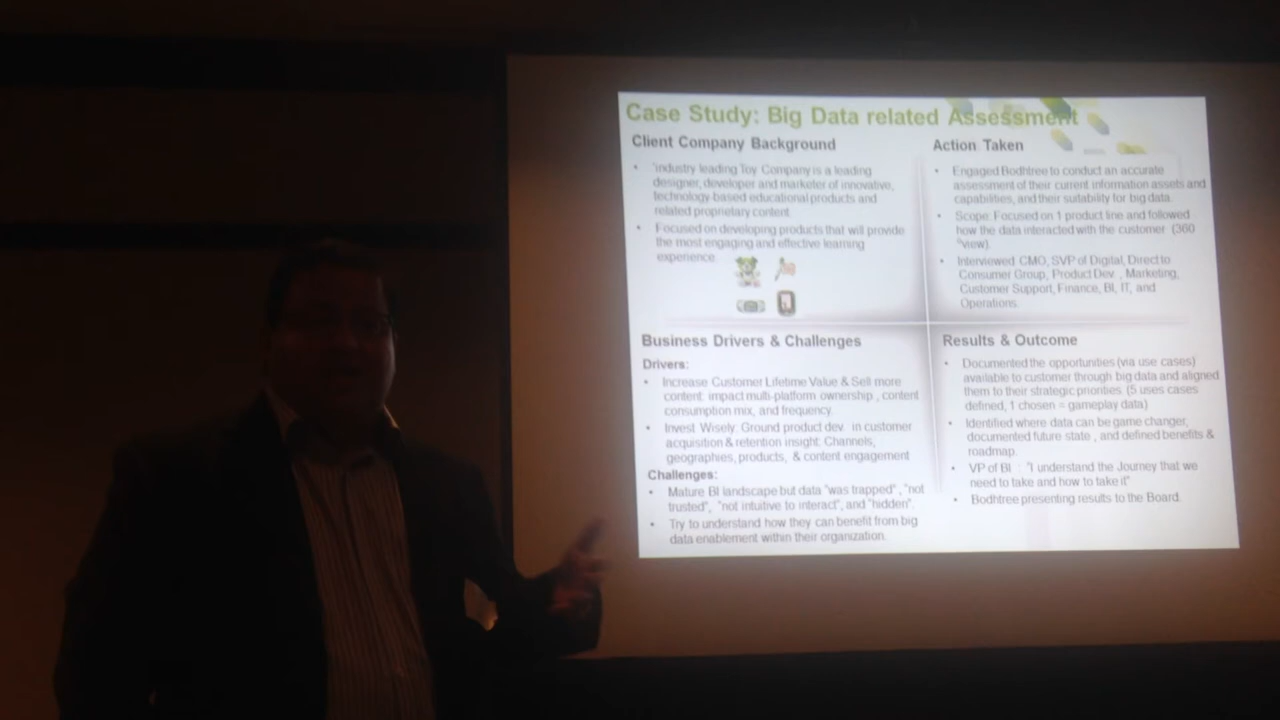 Case Study: Big Data related Assessment
Client Company Background
• "industry leading Toy Company is a leading
designer, developer and marketer of innovative,
technology-based educational products and
related proprietary content.
• Focused on developing products that will provide
the most engaging and effective learning
experience.
Action Taken
• Engaged Bodhtree to conduct an accurate
assessment of their current information assets and
capabilities, and their suitability for big data.
• Scope: Focused on 1 product line and followed
how the data interacted with the customer (360
°view).
• Interviewed CMO, SVP of Digital, Direct to
Consumer Group, Product Dev., Marketing,
Customer Support, Finance, BI, IT, and
Operations.
Business Drivers & Challenges
Drivers:
• Increase Customer Lifetime Value & Sell more
content: impact multi-platform ownership , content
consumption mix, and frequency.
• Invest Wisely: Ground product dev. in customer
acquisition & retention insight: Channels,
geographies, products, & content engagement
Challenges:
• Mature BI landscape but data "was trapped", "not
trusted", "not intuitive to interact", and "hidden".
• Try to understand how they can benefit from big
data enablement within their organization.
Results & Outcome
• Documented the opportunities (via use cases)
available to customer through big data and aligned
them to their strategic priorities. (5 uses cases
defined, 1 chosen = gameplay data)
• Identified where data can be game changer,
documented future state , and defined benefits &
roadmap.
• VP of BI : "I understand the Journey that we
need to take and how to take it"
• Bodhtree presenting results to the Board.